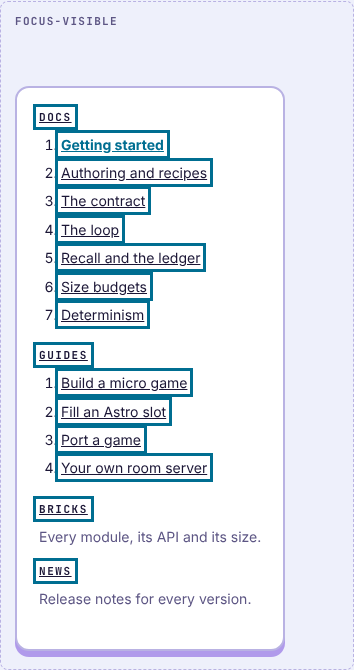 FOCUS-VISIBLE
DOCS
1. Getting started
2. Authoring and recipes
3. The contract
4. The loop
5. Recall and the ledger
6. Size budgets
7. Determinism
GUIDES
1. Build a micro game
2. Fill an Astro slot
3. Port a game
4. Your own room server
BRICKS
Every module, its API and its size.
NEWS
Release notes for every version.